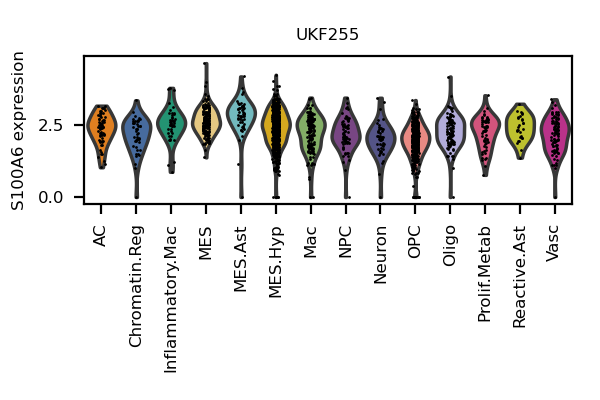 UKF255
S100A6 expression
2.5
0.0
AC
Chromatin.Reg
Inflammatory.Mac
MES
MES.Ast
MES.Hyp
Mac
NPC
Neuron
OPC
Oligo
Prolif.Metab
Reactive.Ast
Vasc